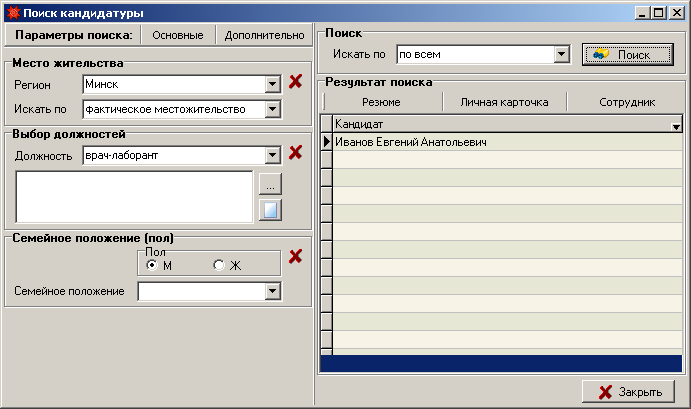 Поиск кандидатуры
Параметры поиска: Основные Дополнительно
Место жительства
Регион Минск
Искать по фактическое местожительство
Выбор должностей
Должность врач-лаборант
...
Семейное положение (пол)
Пол
М Ж
Семейное положение
Поиск
Искать по по всем Поиск
Результат поиска
Резюме Личная карточка Сотрудник
Кандидат
Иванов Евгений Анатольевич
Закрыть